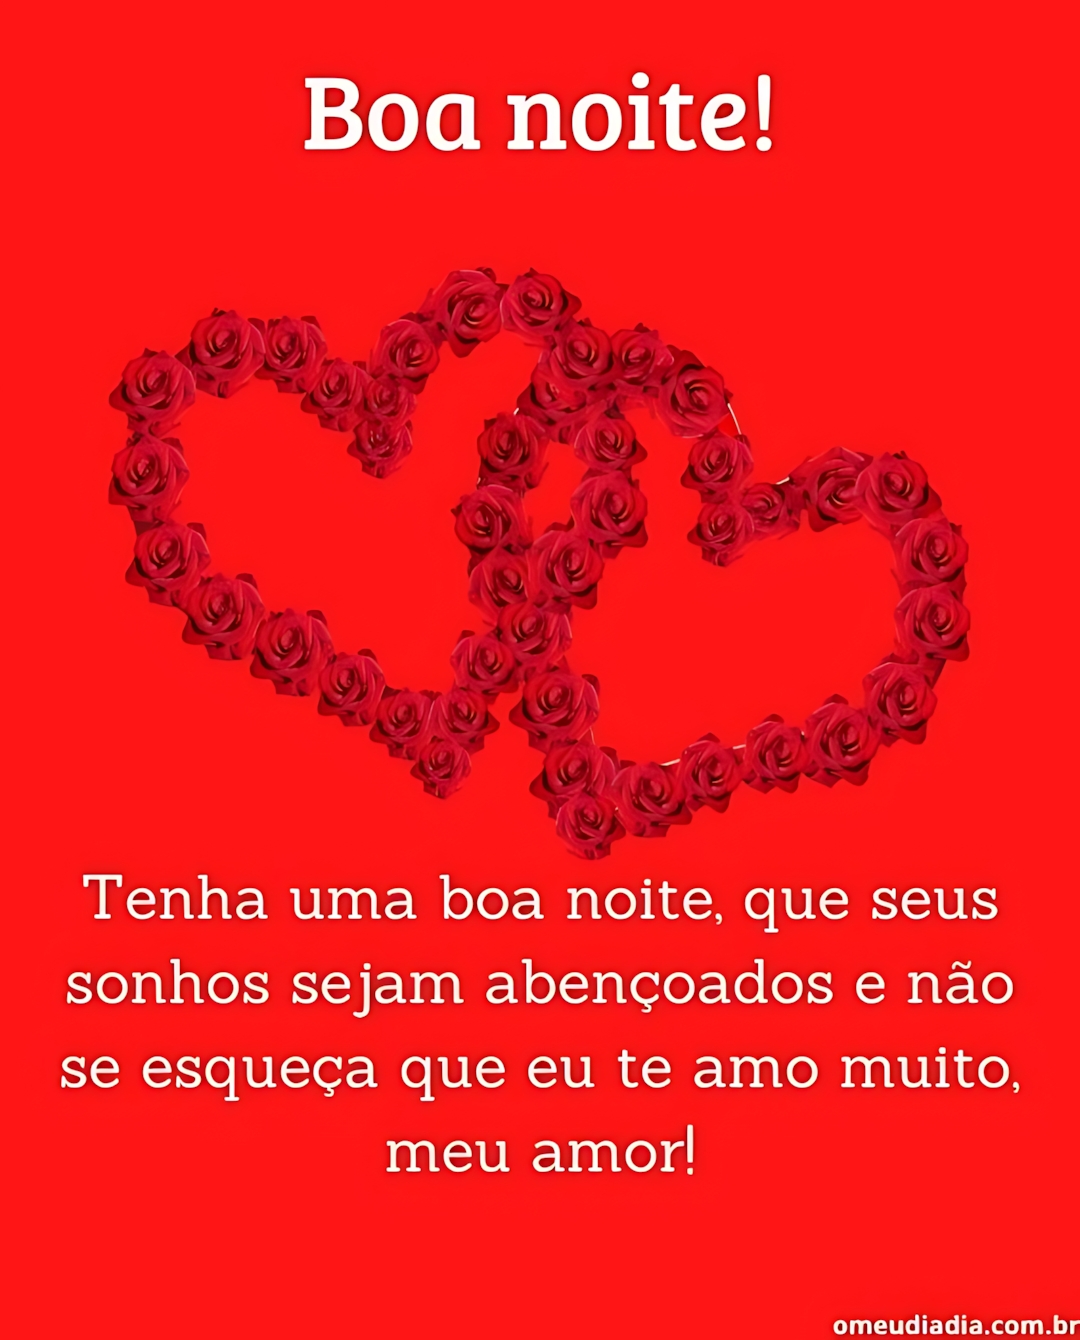 Boa noite!
Tenha uma boa noite, que seus
sonhos sejam abençoados e não
se esqueça que eu te amo muito,
meu amor!
omeudiadia.com.br